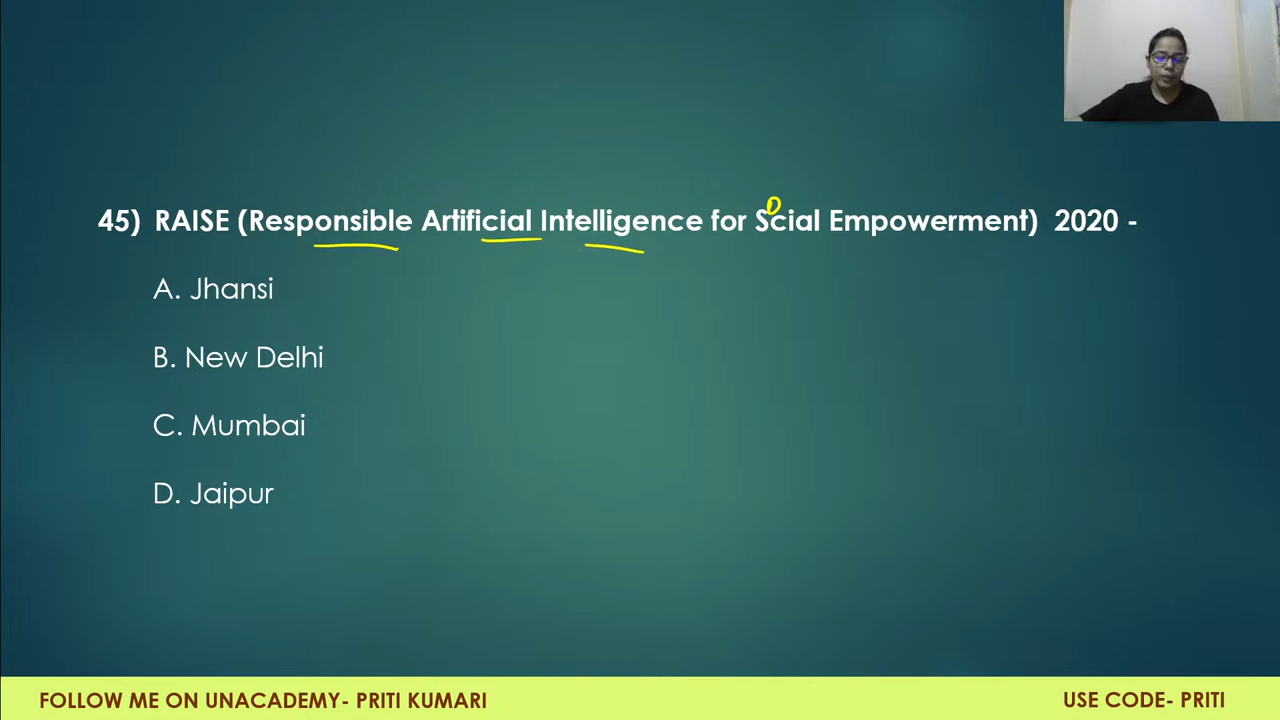 45) RAISE (Responsible Artificial Intelligence for Scial Empowerment) 2020 -
o
A. Jhansi
B. New Delhi
C. Mumbai
D. Jaipur
FOLLOW ME ON UNACADEMY- PRITI KUMARI
USE CODE- PRITI